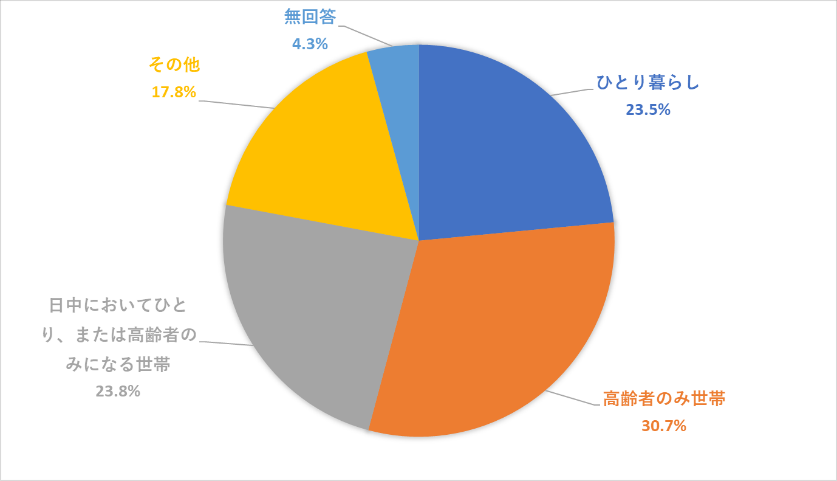 無回答
4.3%
その他
17.8%
ひとり暮らし
23.5%
日中においてひと
り、または高齢者の
みになる世帯
23.8%
高齢者のみ世帯
30.7%